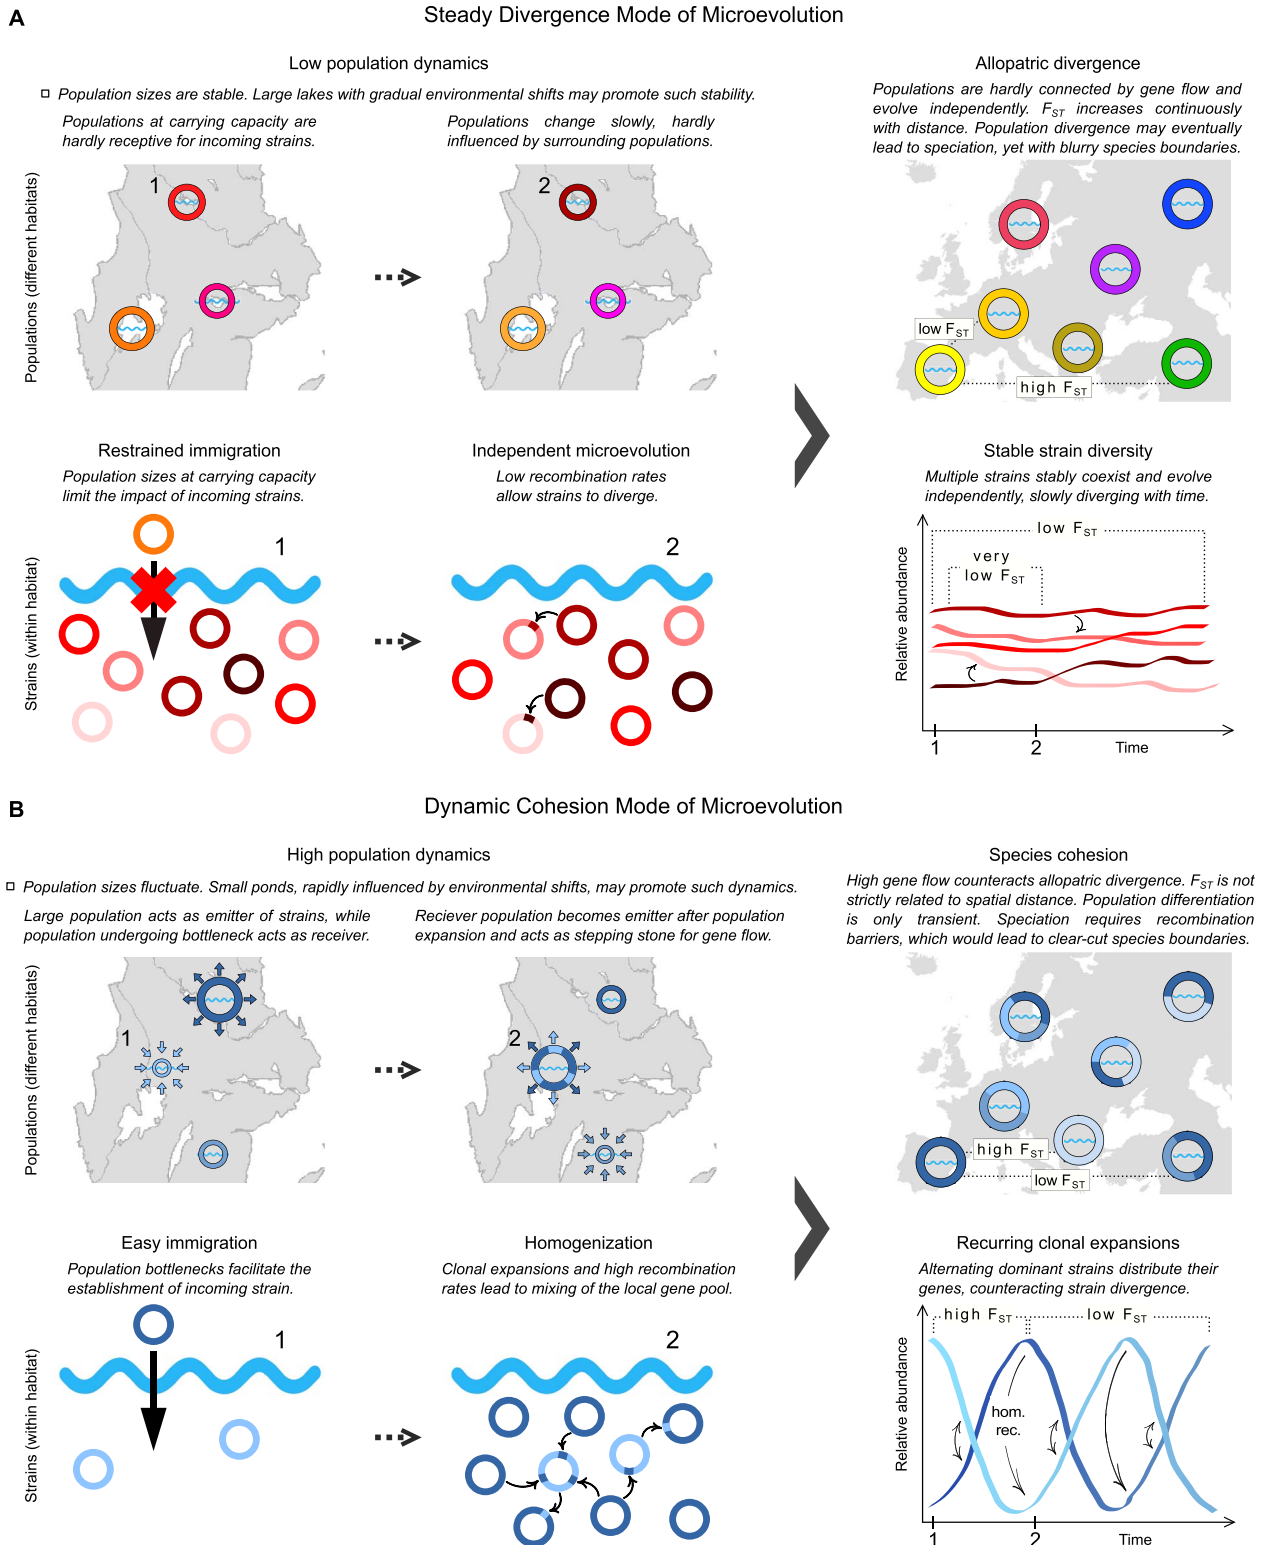 A
Steady Divergence Mode of Microevolution
Low population dynamics
Population sizes are stable. Large lakes with gradual environmental shifts may promote such stability.
Populations at carrying capacity are
hardly receptive for incoming strains.
Populations change slowly, hardly
influenced by surrounding populations.
Allopatric divergence
Populations are hardly connected by gene flow and
evolve independently. FST increases continuously
with distance. Population divergence may eventually
lead to speciation, yet with blurry species boundaries.
Populations (different habitats)
1
2
low FST
high FST
Restrained immigration
Population sizes at carrying capacity
limit the impact of incoming strains.
Independent microevolution
Low recombination rates
allow strains to diverge.
Stable strain diversity
Multiple strains stably coexist and evolve
independently, slowly diverging with time.
Strains (within habitat)
1
2
Relative abundance
low FST
very
low FST
1
2
Time
B
Dynamic Cohesion Mode of Microevolution
High population dynamics
Population sizes fluctuate. Small ponds, rapidly influenced by environmental shifts, may promote such dynamics.
Large population acts as emitter of strains, while
population undergoing bottleneck acts as receiver.
Reciever population becomes emitter after population
expansion and acts as stepping stone for gene flow.
Species cohesion
High gene flow counteracts allopatric divergence. FST is not
strictly related to spatial distance. Population differentiation
is only transient. Speciation requires recombination
barriers, which would lead to clear-cut species boundaries.
Populations (different habitats)
1
2
high FST
low FST
Easy immigration
Population bottlenecks facilitate the
establishment of incoming strain.
Homogenization
Clonal expansions and high recombination
rates lead to mixing of the local gene pool.
Recurring clonal expansions
Alternating dominant strains distribute their
genes, counteracting strain divergence.
Strains (within habitat)
1
2
Relative abundance
high FST
low FST
hom.
rec.
1
2
Time